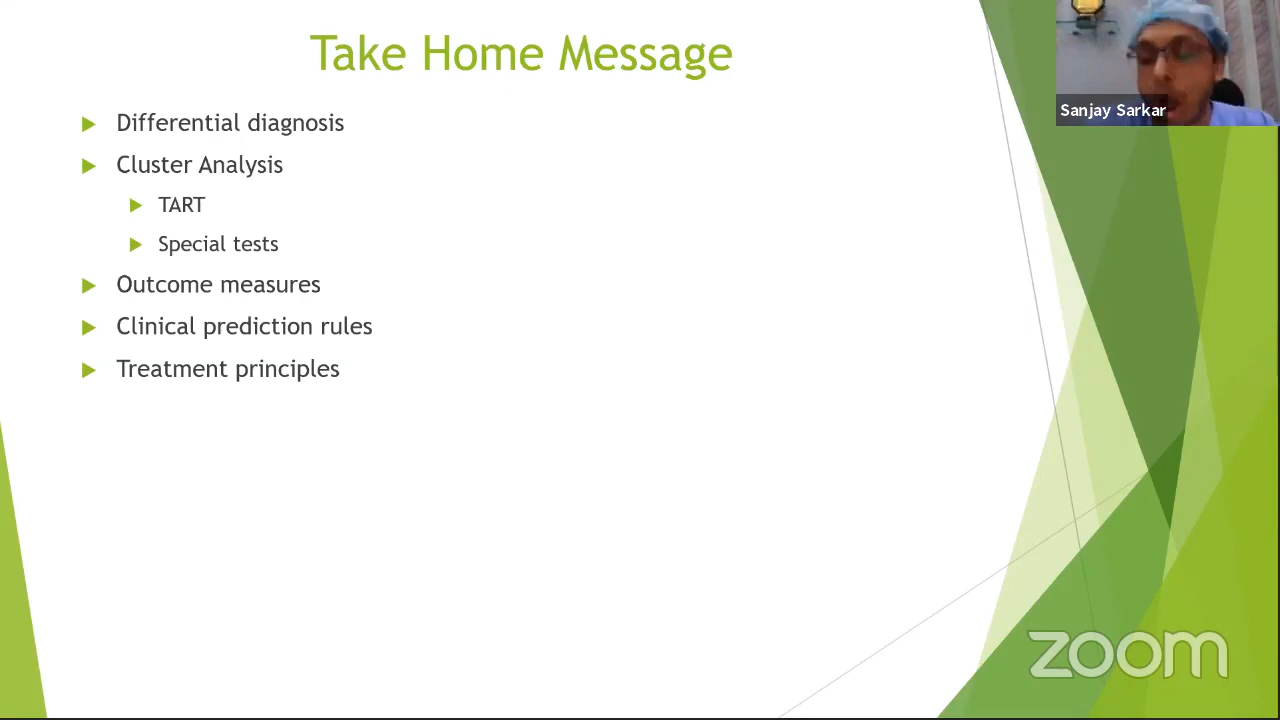 Take Home Message
Differential diagnosis
Cluster Analysis
TART
Special tests
Outcome measures
Clinical prediction rules
Treatment principles
Sanjay Sarkar
zoom